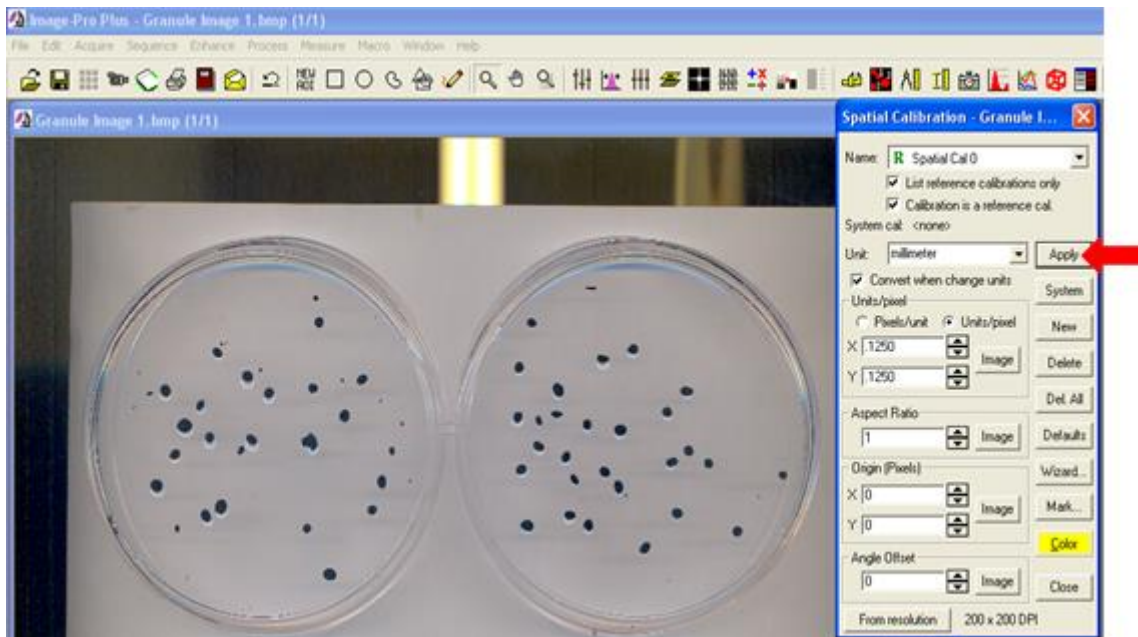 Image-Pro Plus - Granule Image 1.bmp (1/1)
File Edit Acquire Sequence Enhance Process Measure Macro Window Help
NEW AOI
Granule Image 1.bmp (1/1)
Spatial Calibration - Granule I...
Name: R Spatial Cal 0
List reference calibrations only
Calibration is a reference cal.
System cal: <none>
Unit: millimeter Apply
Convert when change units
System
Units/pixel
Pixels/unit Units/pixel New
X .1250 Image
Delete
Y .1250
Del. All
Aspect Ratio
1 Image Defaults
Origin (Pixels) Wizard...
X 0 Image Mark...
Y 0
Color
Angle Offset
0 Image Close
From resolution 200 x 200 DPI